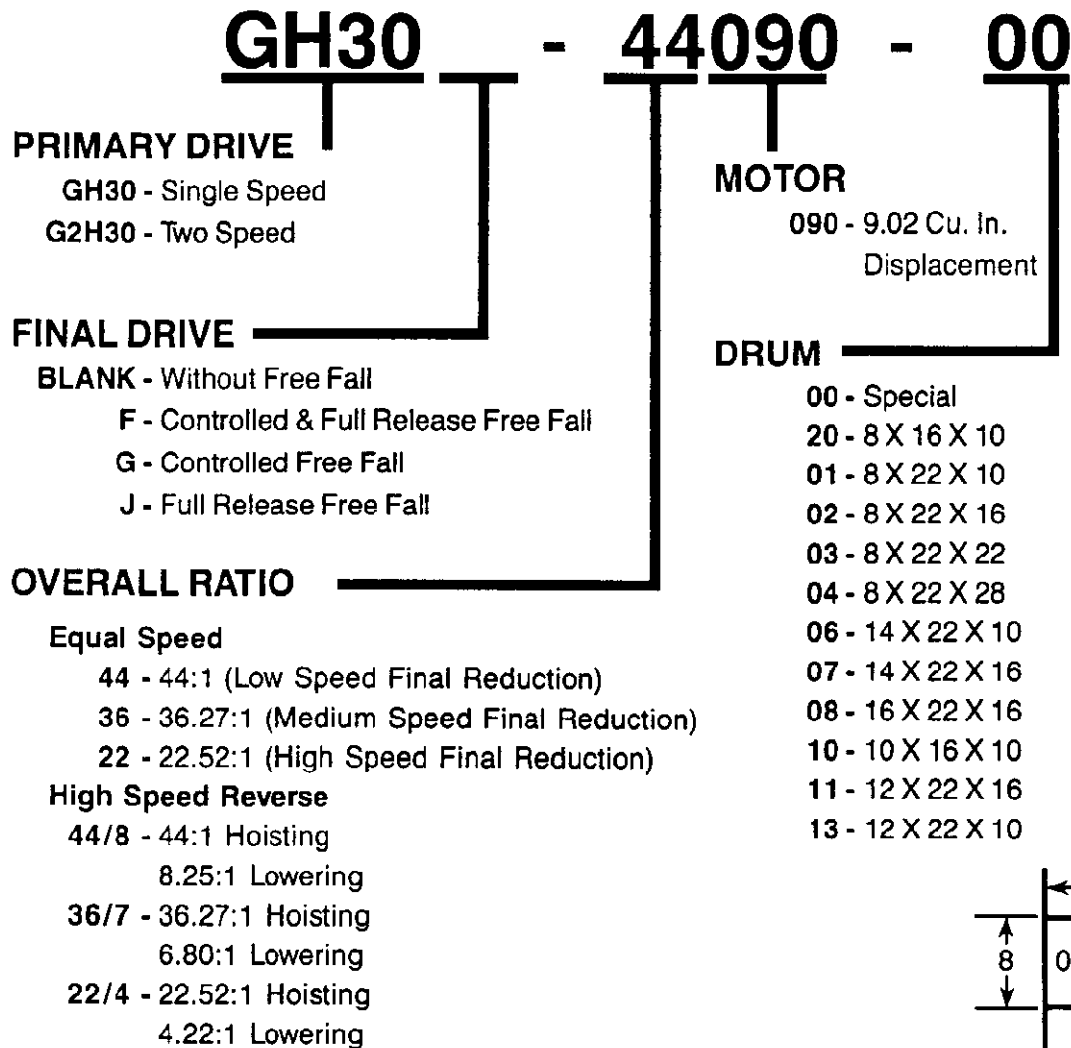 GH30 - 44090 - 00
PRIMARY DRIVE
GH30 - Single Speed
G2H30 - Two Speed
FINAL DRIVE
BLANK - Without Free Fall
F - Controlled & Full Release Free Fall
G - Controlled Free Fall
J - Full Release Free Fall
OVERALL RATIO
Equal Speed
44 - 44:1 (Low Speed Final Reduction)
36 - 36.27:1 (Medium Speed Final Reduction)
22 - 22.52:1 (High Speed Final Reduction)
High Speed Reverse
44/8 - 44:1 Hoisting
8.25:1 Lowering
36/7 - 36.27:1 Hoisting
6.80:1 Lowering
22/4 - 22.52:1 Hoisting
4.22:1 Lowering
MOTOR
090 - 9.02 Cu. In.
Displacement
DRUM
00 - Special
20 - 8 X 16 X 10
01 - 8 X 22 X 10
02 - 8 X 22 X 16
03 - 8 X 22 X 22
04 - 8 X 22 X 28
06 - 14 X 22 X 10
07 - 14 X 22 X 16
08 - 16 X 22 X 16
10 - 10 X 16 X 10
11 - 12 X 22 X 16
13 - 12 X 22 X 10
8 0